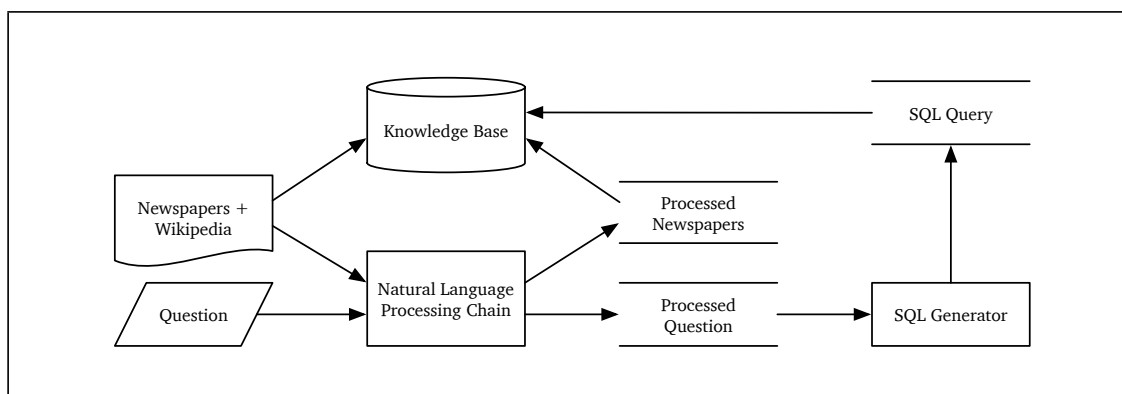 Knowledge Base
SQL Query
Newspapers +
Wikipedia
Processed
Newspapers
Question
Natural Language
Processing Chain
Processed
Question
SQL Generator